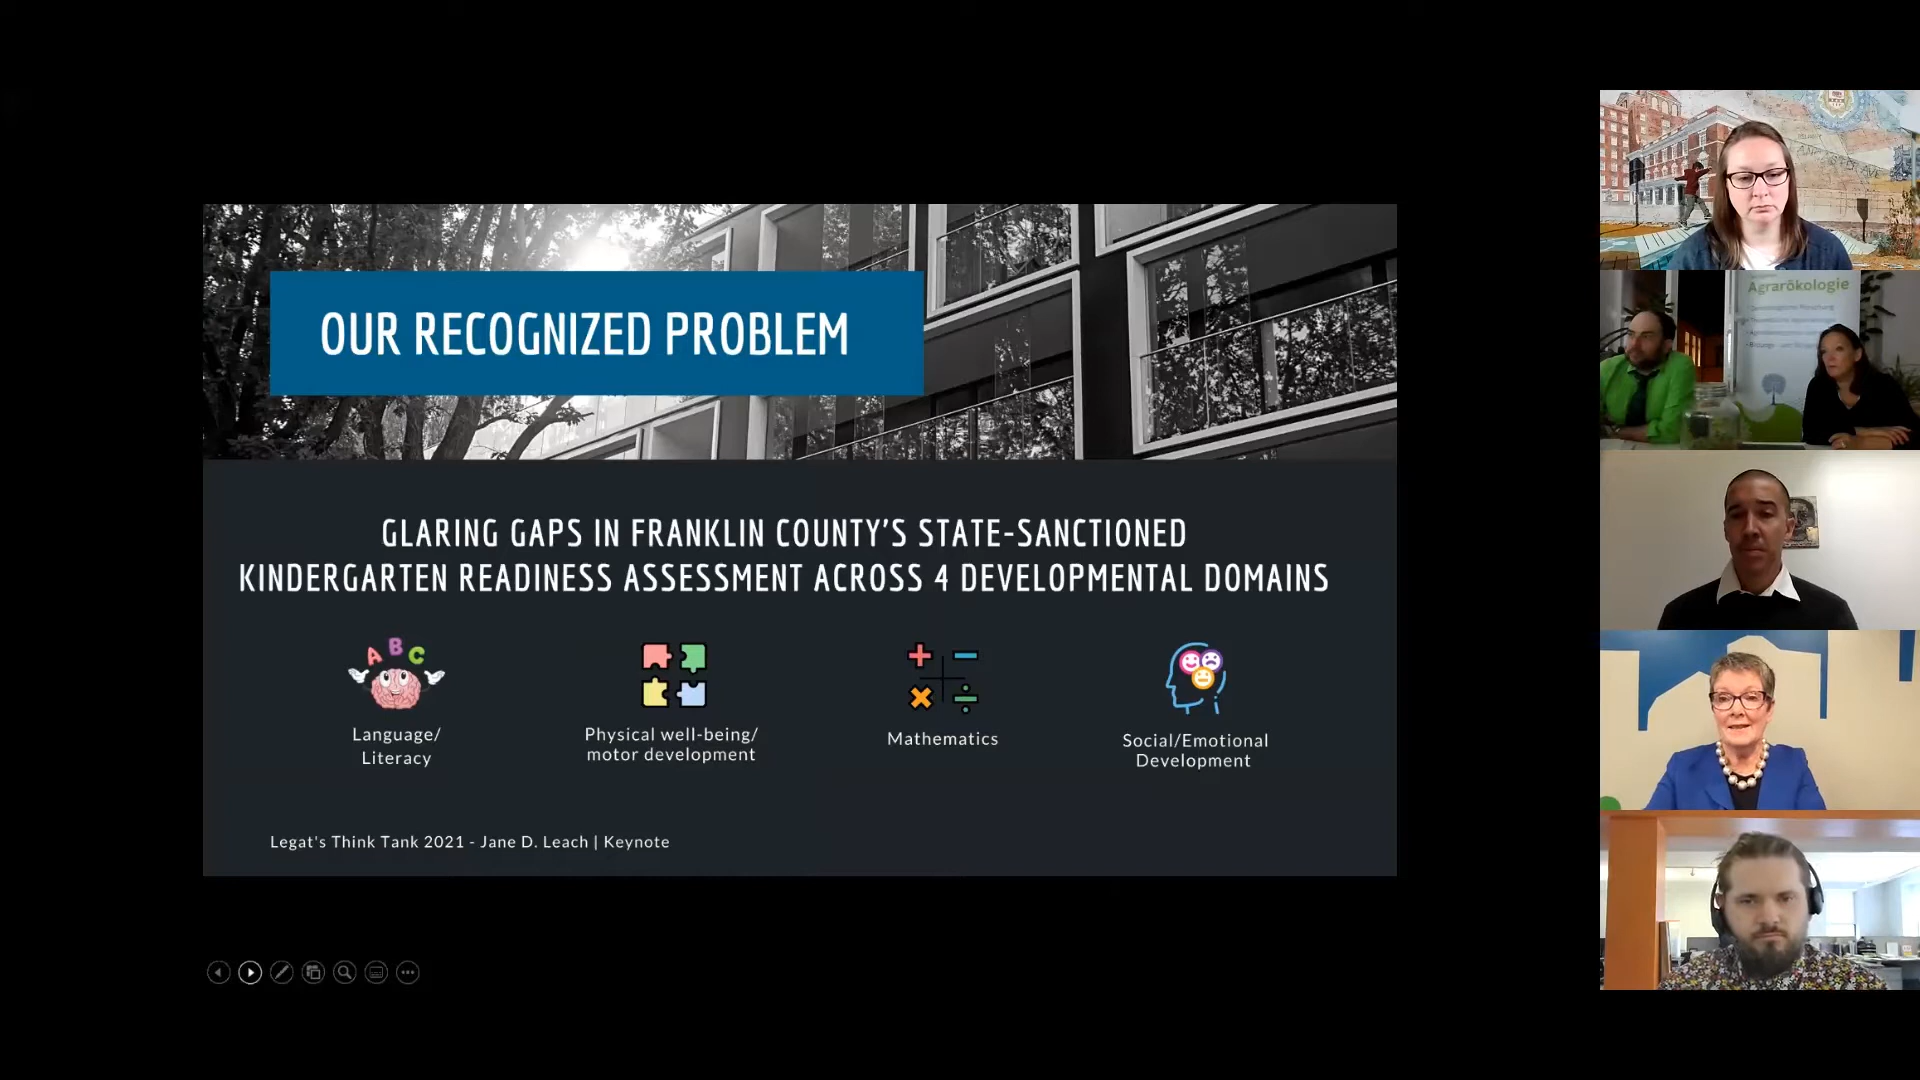 OUR RECOGNIZED PROBLEM
GLARING GAPS IN FRANKLIN COUNTY'S STATE-SANCTIONED
KINDERGARTEN READINESS ASSESSMENT ACROSS 4 DEVELOPMENTAL DOMAINS
A B C
Language/
Literacy
Physical well-being/
motor development
Mathematics
Social/Emotional
Development
Legat's Think Tank 2021 - Jane D. Leach | Keynote
Agrarökologie